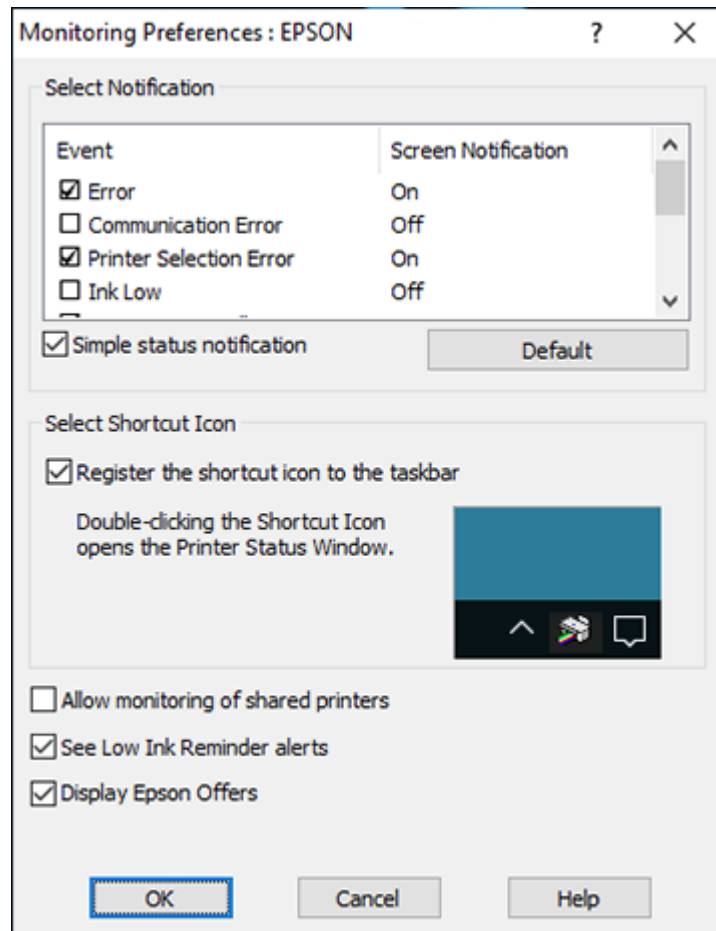 Monitoring Preferences : EPSON
Select Notification
Event Screen Notification
Error On
Communication Error Off
Printer Selection Error On
Ink Low Off
Simple status notification Default
Select Shortcut Icon
Register the shortcut icon to the taskbar
Double-clicking the Shortcut Icon
opens the Printer Status Window.
Allow monitoring of shared printers
See Low Ink Reminder alerts
Display Epson Offers
OK Cancel Help